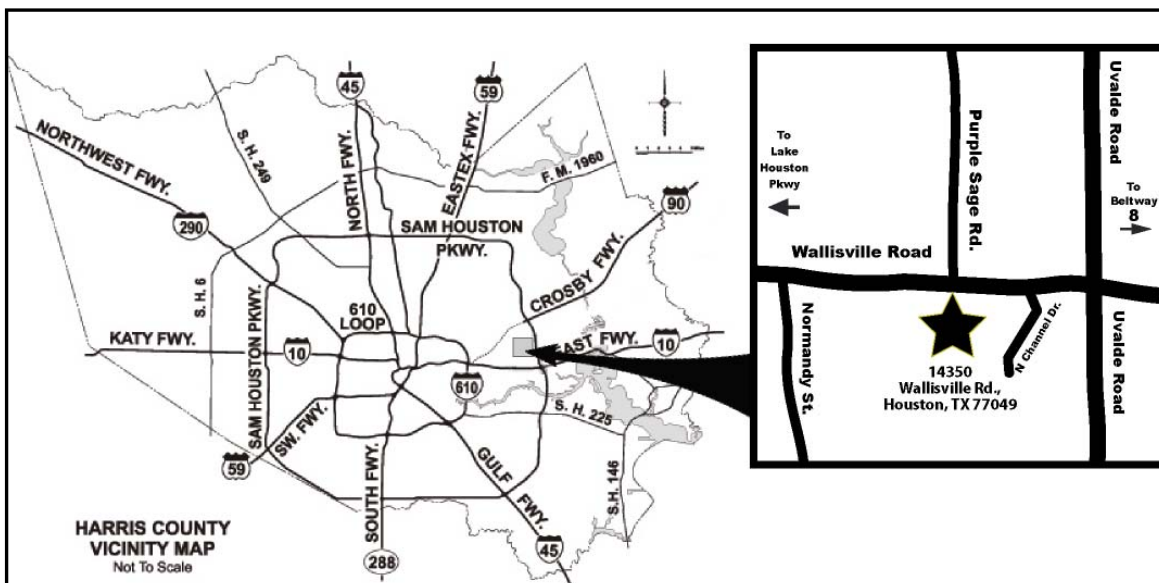 45
59
NORTHWEST FWY.
S. H. 249
NORTH FWY.
EASTEX FWY.
F. M. 1960
90
290
SAM HOUSTON
PKWY.
CROSBY FWY.
S. H. 6
610
LOOP
SAM HOUSTON PKWY.
KATY FWY.
10
EAST FWY.
10
610
S. H. 225
SW. FWY.
59
GULF FWY.
S.H. 146
SOUTH FWY.
288
45
HARRIS COUNTY
VICINITY MAP
Not To Scale
Uvalde Road
Purple Sage Rd.
To
Lake
Houston
Pkwy
To
Beltway
8
Wallisville Road
Normandy St.
N Channel Dr.
Uvalde Road
14350
Wallisville Rd.,
Houston, TX 77049